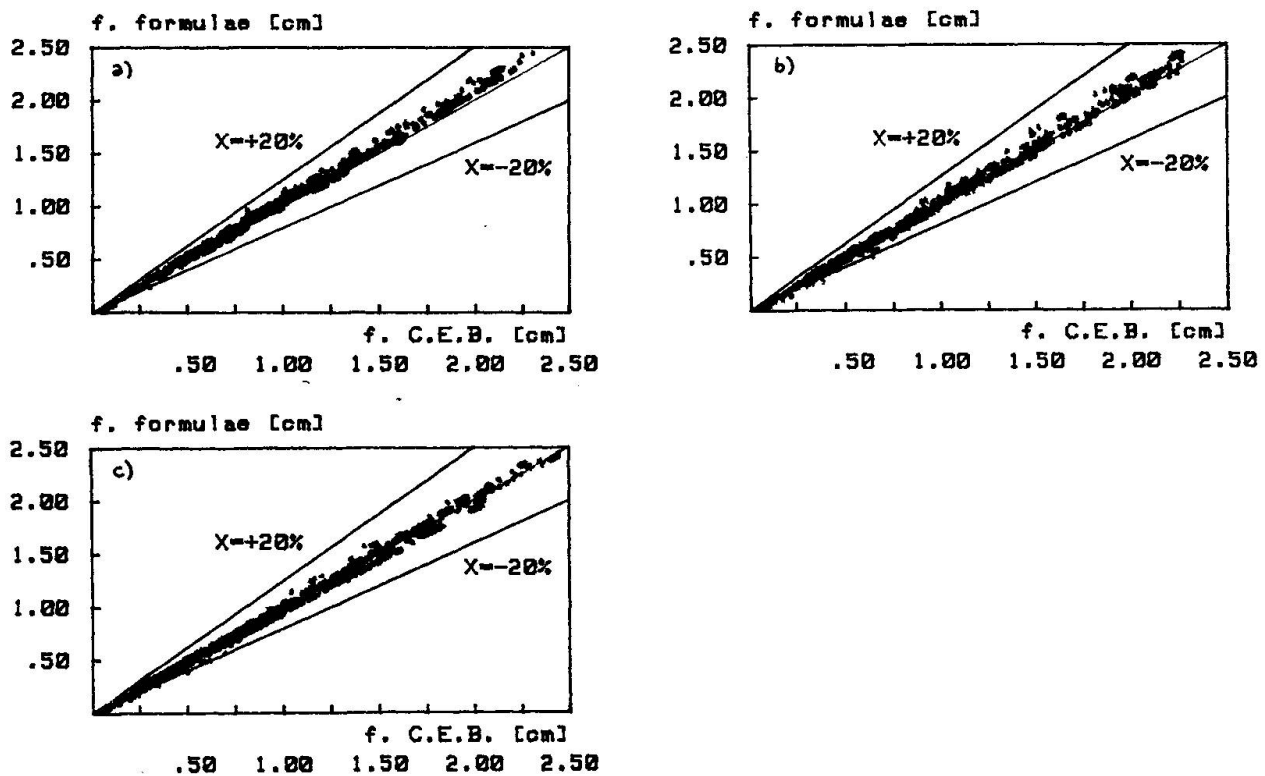 f. formulae [cm]
2.50
a)
2.00
X=+20%
1.50
X=-20%
1.00
.50
f. C.E.B. [cm]
.50 1.00 1.50 2.00 2.50
f. formulae [cm]
2.50
b)
2.00
X=+20%
1.50
X=-20%
1.00
.50
f. C.E.B. [cm]
.50 1.00 1.50 2.00 2.50
f. formulae [cm]
2.50
c)
2.00
X=+20%
1.50
X=-20%
1.00
.50
f. C.E.B. [cm]
.50 1.00 1.50 2.00 2.50